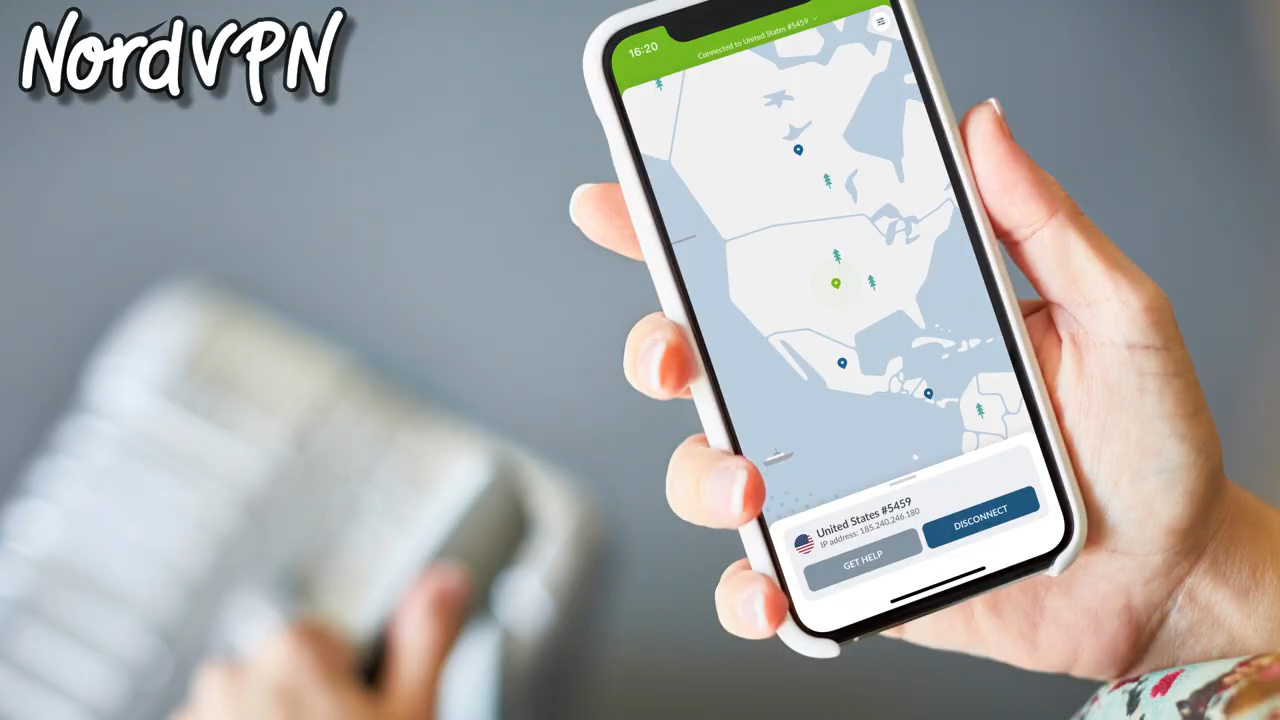 NordVPN
16:20
Connected to United States #5459
United States #5459
IP address: 185.240.246.180
GET HELP
DISCONNECT